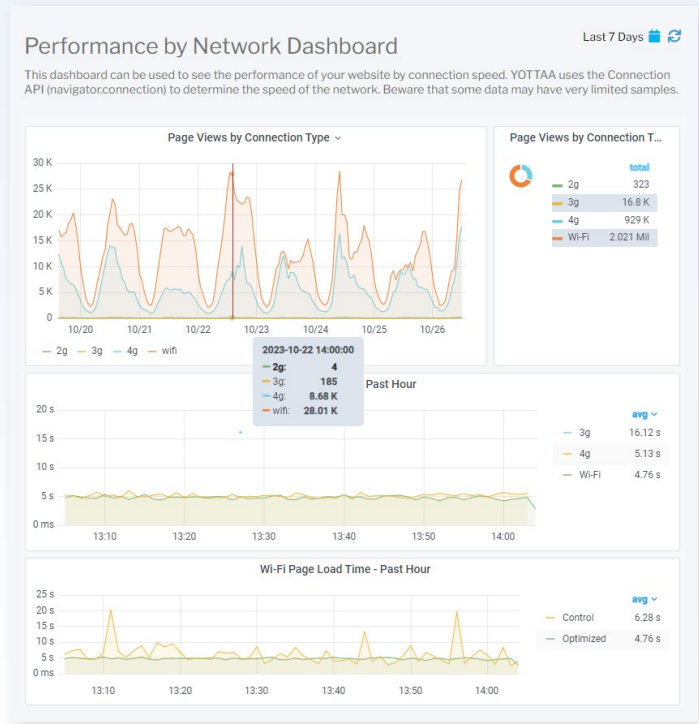 Performance by Network Dashboard
Last 7 Days
This dashboard can be used to see the performance of your website by connection speed. YOTTAA uses the Connection
API (navigator.connection) to determine the speed of the network. Beware that some data may have very limited samples.
Page Views by Connection Type
30 K
25 K
20 K
15 K
10 K
5 K
0
10/20 10/21 10/22 10/23 10/24 10/25 10/26
2g 3g 4g wifi
Page Views by Connection T...
total
2g 323
3g 16.8 K
4g 929 K
Wi-Fi 2.021 Mil
2023-10-22 14:00:00
2g: 4
3g: 185
4g: 8.68 K
wifi: 28.01 K
Past Hour
20 s
15 s
10 s
5 s
0 ms
13:10 13:20 13:30 13:40 13:50 14:00
avg
3g 16.12 s
4g 5.13 s
Wi-Fi 4.76 s
Wi-Fi Page Load Time - Past Hour
25 s
20 s
15 s
10 s
5 s
0 ms
13:10 13:20 13:30 13:40 13:50 14:00
avg
Control 6.28 s
Optimized 4.76 s